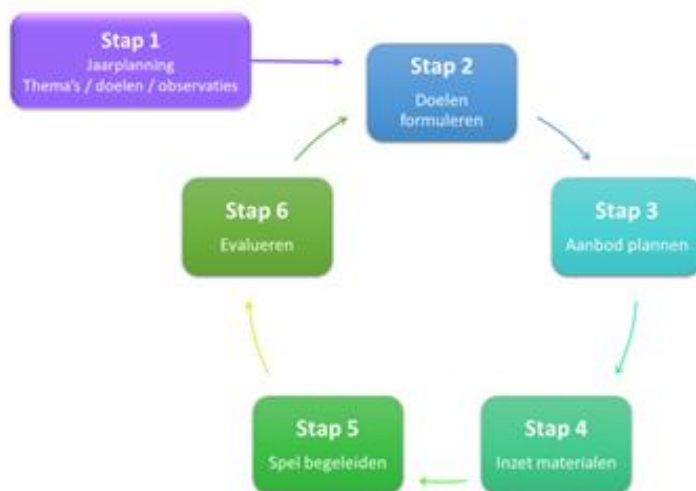 Stap 1
Jaarplanning
Thema's / doelen / observaties
Stap 2
Doelen
formuleren
Stap 3
Aanbod plannen
Stap 4
Inzet materialen
Stap 5
Spel begeleiden
Stap 6
Evalueren